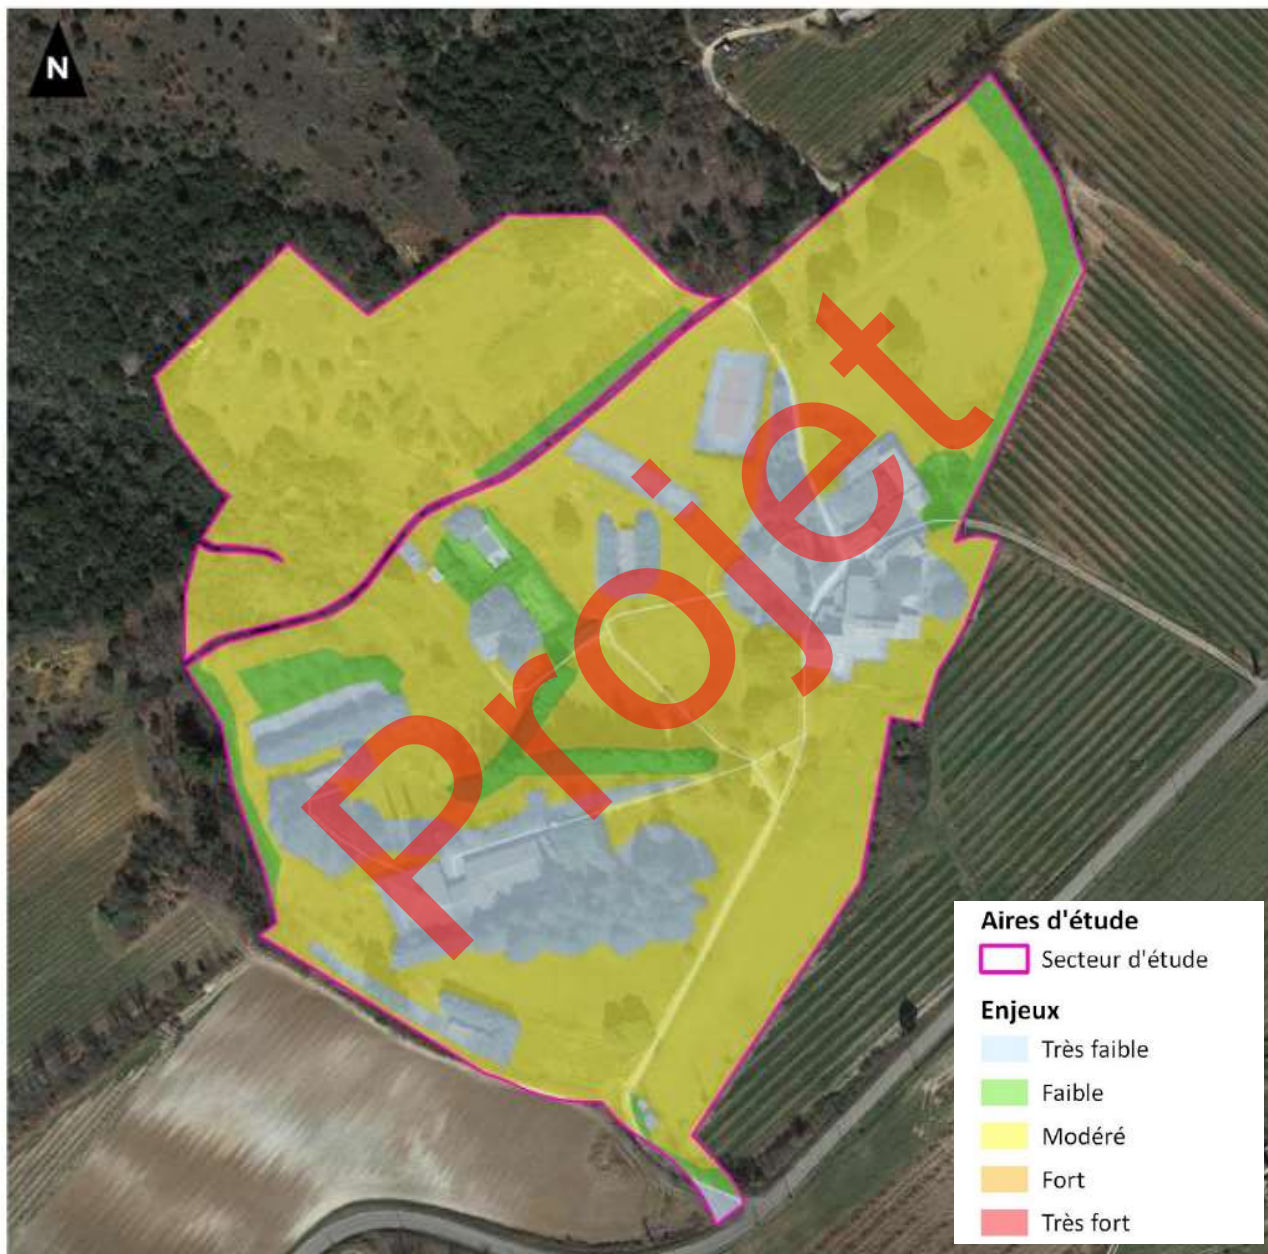 N
Projet
Aires d'étude
Secteur d'étude
Enjeux
Très faible
Faible
Modéré
Fort
Très fort